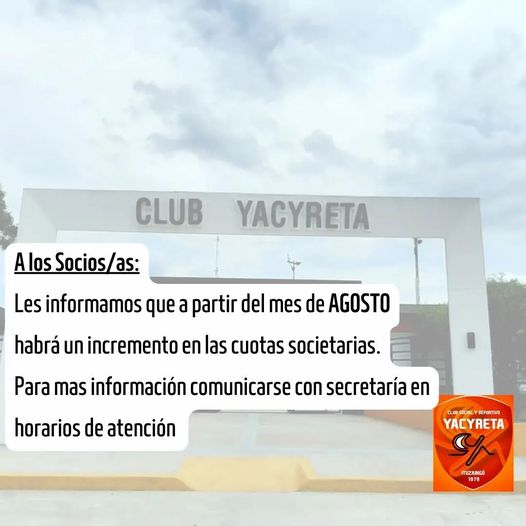 CLUB YACYRETA
A los Socios/as:
Les informamos que a partir del mes de AGOSTO
habrá un incremento en las cuotas societarias.
Para mas información comunicarse con secretaría en
horarios de atención
CLUB SOCIAL Y DEPORTIVO
YACYRETA
ITUZAINGÓ
1979